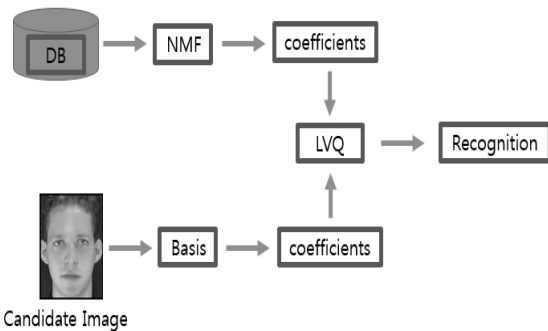 DB
NMF
coefficients
LVQ
Recognition
Basis
coefficients
Candidate Image